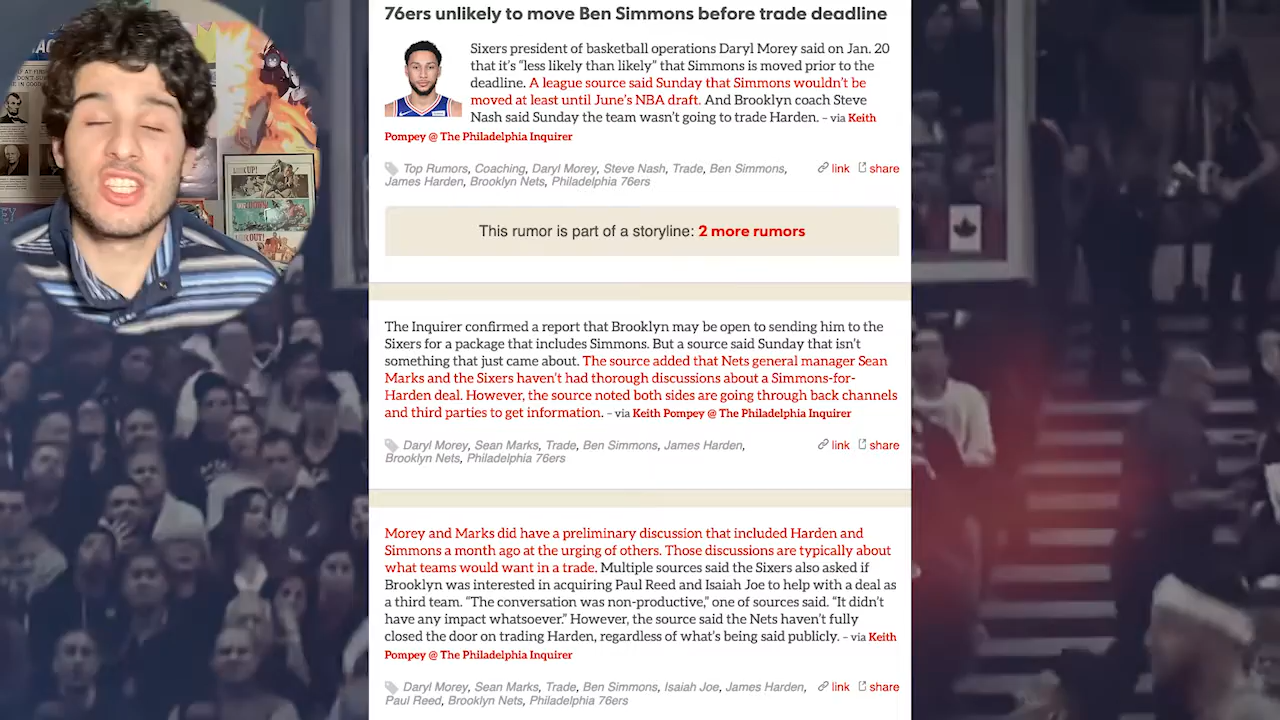 76ers unlikely to move Ben Simmons before trade deadline
Sixers president of basketball operations Daryl Morey said on Jan. 20
that it's “less likely than likely” that Simmons is moved prior to the
deadline. A league source said Sunday that Simmons wouldn't be
moved at least until June's NBA draft. And Brooklyn coach Steve
Nash said Sunday the team wasn't going to trade Harden. – via Keith
Pompey @ The Philadelphia Inquirer
Top Rumors, Coaching, Daryl Morey, Steve Nash, Trade, Ben Simmons, link share
James Harden, Brooklyn Nets, Philadelphia 76ers
This rumor is part of a storyline: 2 more rumors
The Inquirer confirmed a report that Brooklyn may be open to sending him to the
Sixers for a package that includes Simmons. But a source said Sunday that isn't
something that just came about. The source added that Nets general manager Sean
Marks and the Sixers haven't had thorough discussions about a Simmons-for-
Harden deal. However, the source noted both sides are going through back channels
and third parties to get information. – via Keith Pompey @ The Philadelphia Inquirer
Daryl Morey, Sean Marks, Trade, Ben Simmons, James Harden, link share
Brooklyn Nets, Philadelphia 76ers
Morey and Marks did have a preliminary discussion that included Harden and
Simmons a month ago at the urging of others. Those discussions are typically about
what teams would want in a trade. Multiple sources said the Sixers also asked if
Brooklyn was interested in acquiring Paul Reed and Isaiah Joe to help with a deal as
a third team. “The conversation was non-productive,” one of sources said. “It didn't
have any impact whatsoever.” However, the source said the Nets haven't fully
closed the door on trading Harden, regardless of what's being said publicly. – via Keith
Pompey @ The Philadelphia Inquirer
Daryl Morey, Sean Marks, Trade, Ben Simmons, Isaiah Joe, James Harden, link share
Paul Reed, Brooklyn Nets, Philadelphia 76ers